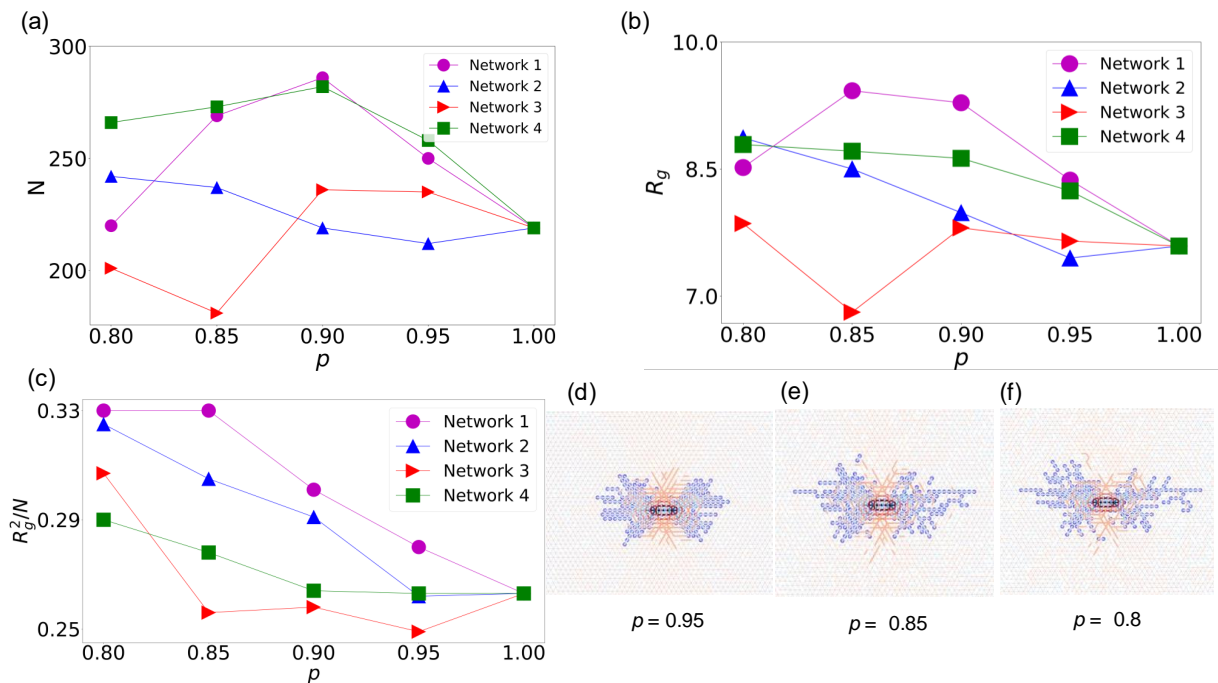 (a)
300
250
200
N
0.80 0.85 0.90 0.95 1.00
p
Network 1
Network 2
Network 3
Network 4
(b)
10.0
8.5
7.0
R_g
0.80 0.85 0.90 0.95 1.00
p
Network 1
Network 2
Network 3
Network 4
(c)
0.33
0.29
0.25
R_g^2/N
0.80 0.85 0.90 0.95 1.00
p
Network 1
Network 2
Network 3
Network 4
(d)
p = 0.95
(e)
p = 0.85
(f)
p = 0.8